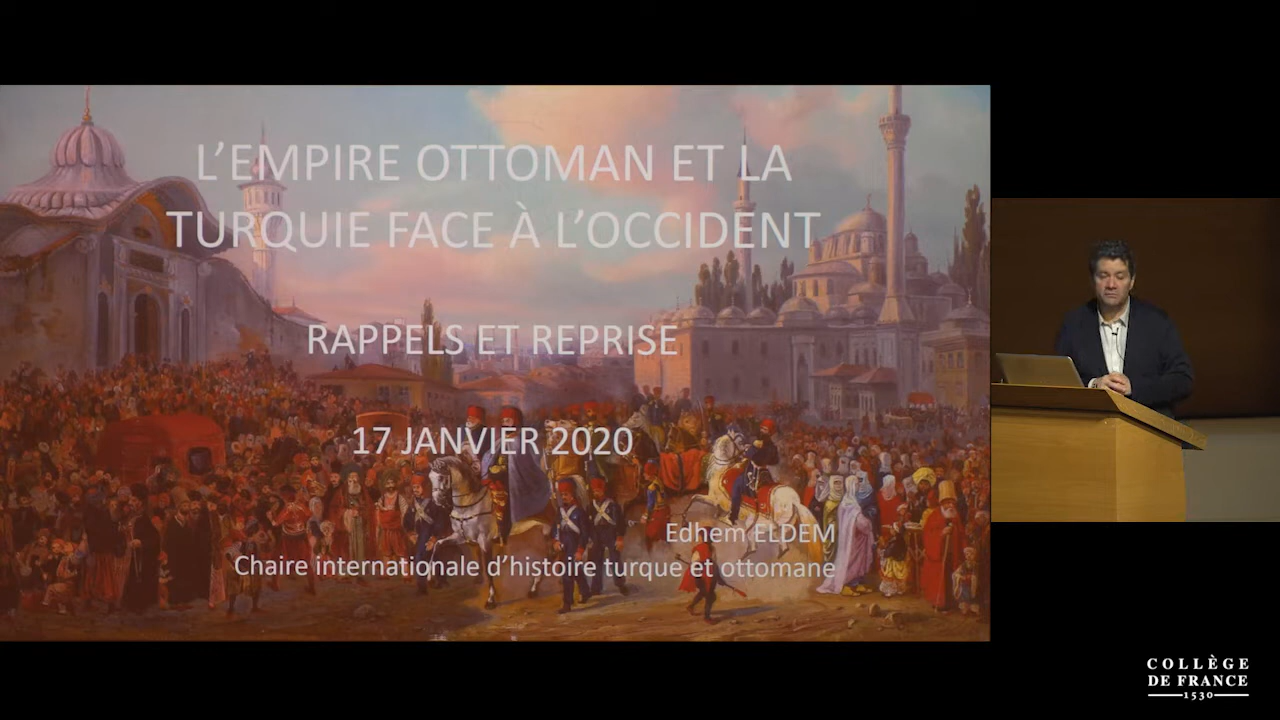 L’EMPIRE OTTOMAN ET LA
TURQUIE FACE À L’OCCIDENT
RAPPELS ET REPRISE
17 JANVIER 2020
Edhem ELDEM
Chaire internationale d’histoire turque et ottomane
COLLÈGE
DE FRANCE
1530